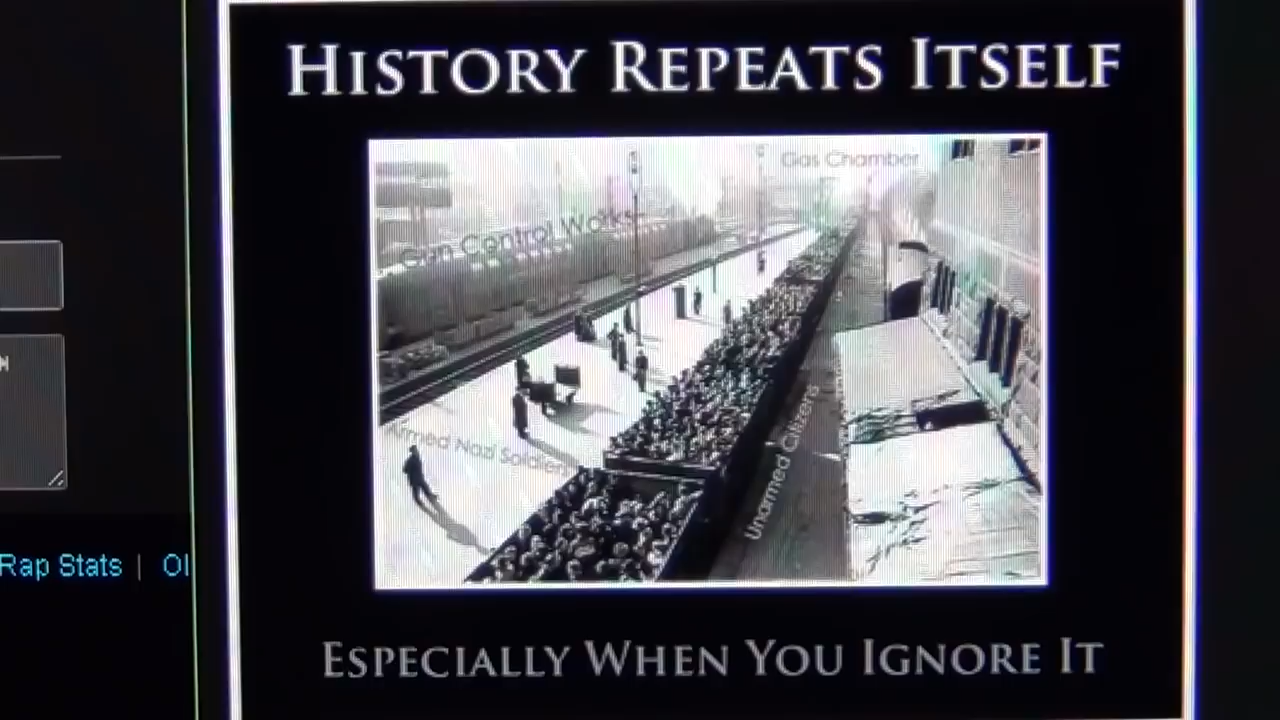 HISTORY REPEATS ITSELF
Gas Chamber
Gun Control Works
Armed Nazi Soldiers
Unarmed Citizens
Rap Stats | Ol
ESPECIALLY WHEN YOU IGNORE IT